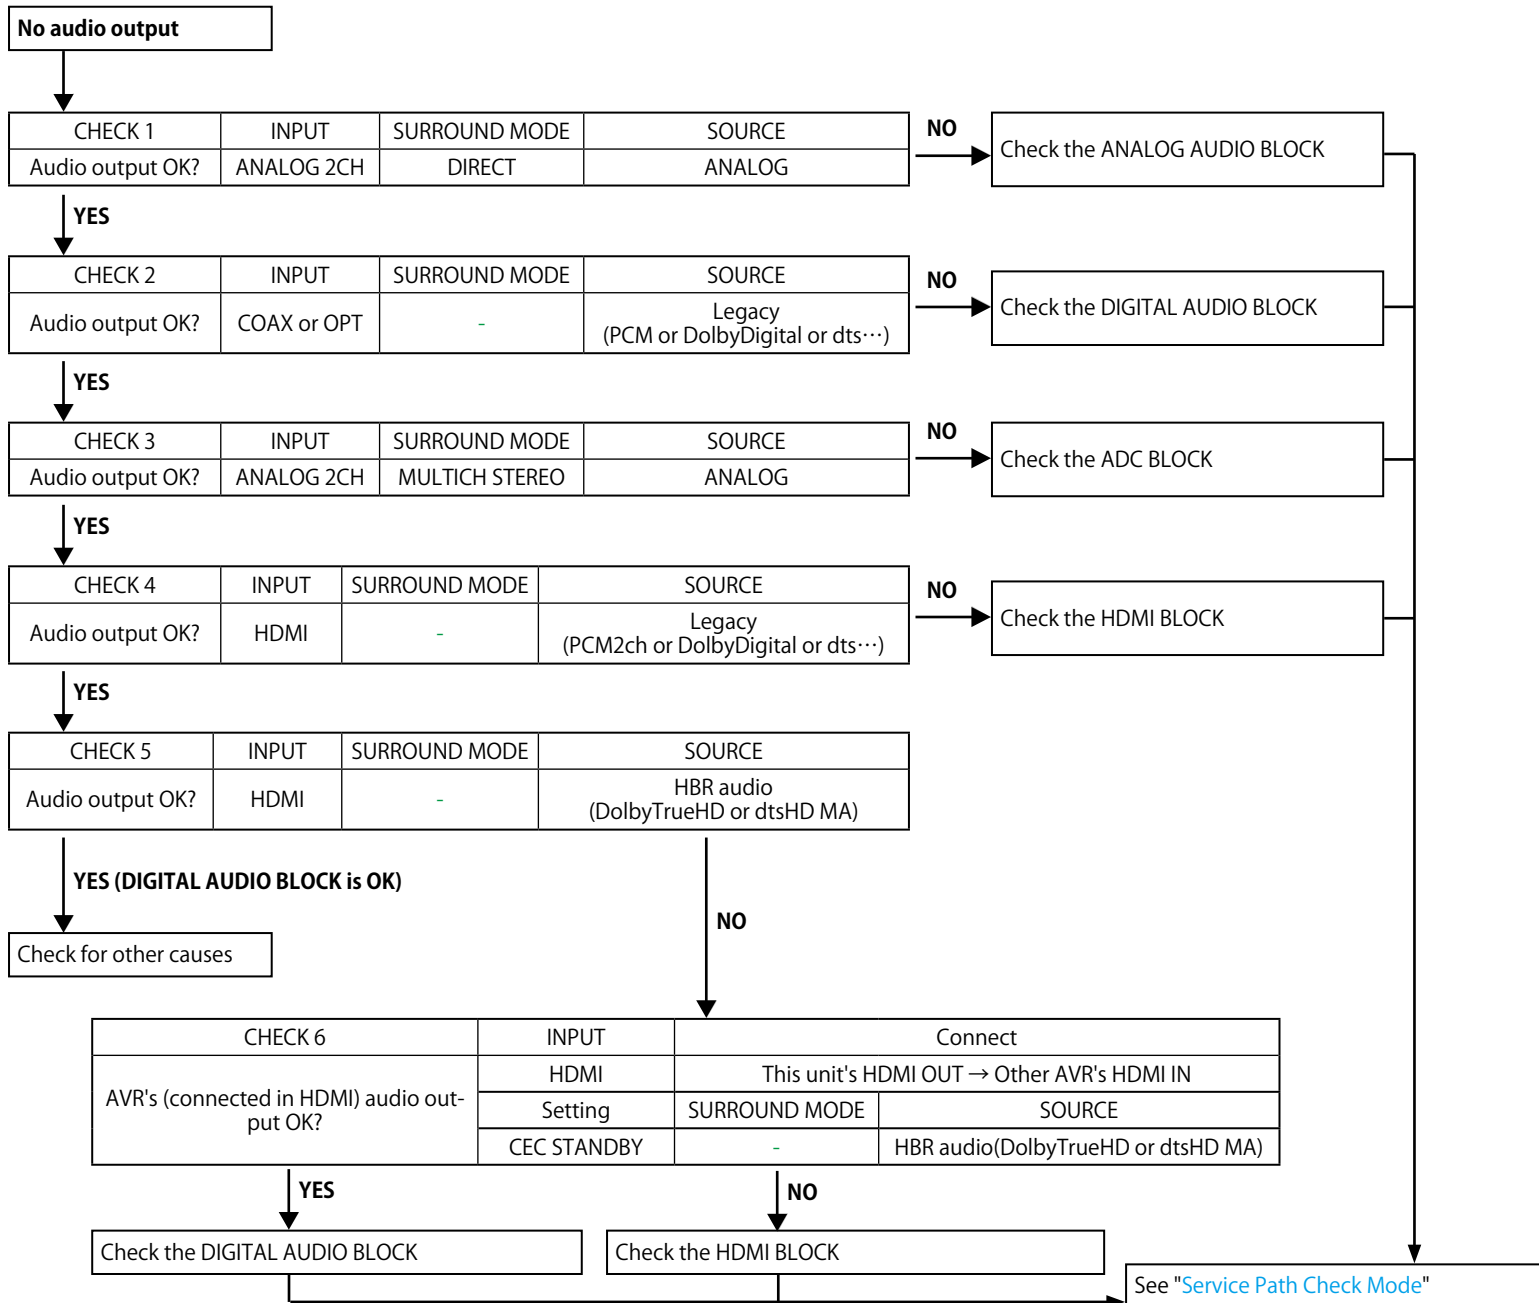 No audio output
CHECK 1 INPUT SURROUND MODE SOURCE
Audio output OK? ANALOG 2CH DIRECT ANALOG
NO
Check the ANALOG AUDIO BLOCK
YES
CHECK 2 INPUT SURROUND MODE SOURCE
Audio output OK? COAX or OPT - Legacy
(PCM or DolbyDigital or dts⋯)
NO
Check the DIGITAL AUDIO BLOCK
YES
CHECK 3 INPUT SURROUND MODE SOURCE
Audio output OK? ANALOG 2CH MULTICH STEREO ANALOG
NO
Check the ADC BLOCK
YES
CHECK 4 INPUT SURROUND MODE SOURCE
Audio output OK? HDMI - Legacy
(PCM2ch or DolbyDigital or dts⋯)
NO
Check the HDMI BLOCK
YES
CHECK 5 INPUT SURROUND MODE SOURCE
Audio output OK? HDMI - HBR audio
(DolbyTrueHD or dtsHD MA)
YES (DIGITAL AUDIO BLOCK is OK)
NO
Check for other causes
CHECK 6 INPUT Connect
AVR's (connected in HDMI) audio out-
put OK?
HDMI This unit's HDMI OUT → Other AVR's HDMI IN
Setting SURROUND MODE SOURCE
CEC STANDBY - HBR audio(DolbyTrueHD or dtsHD MA)
YES
NO
Check the DIGITAL AUDIO BLOCK
Check the HDMI BLOCK
See "Service Path Check Mode"